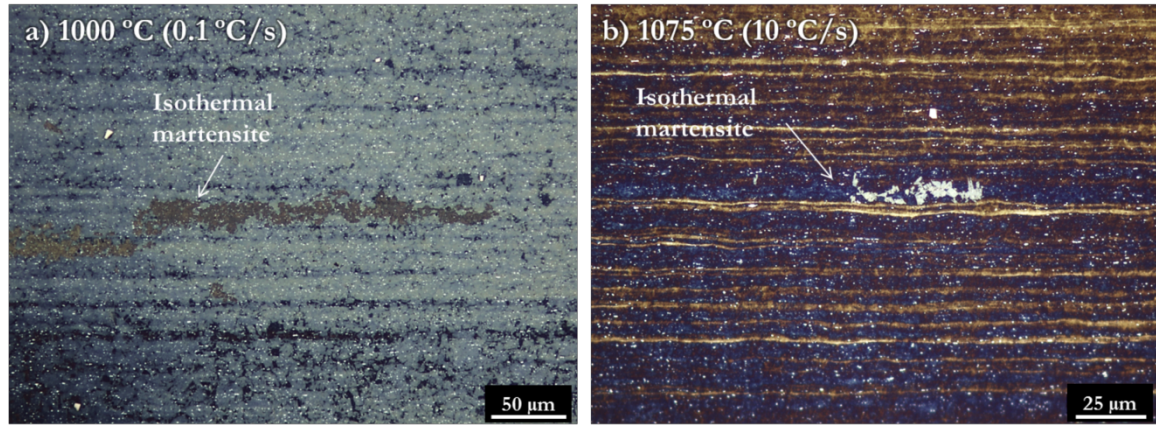 a) 1000 ºC (0.1 ºC/s)
Isothermal
martensite
50 µm
b) 1075 ºC (10 ºC/s)
Isothermal
martensite
25 µm